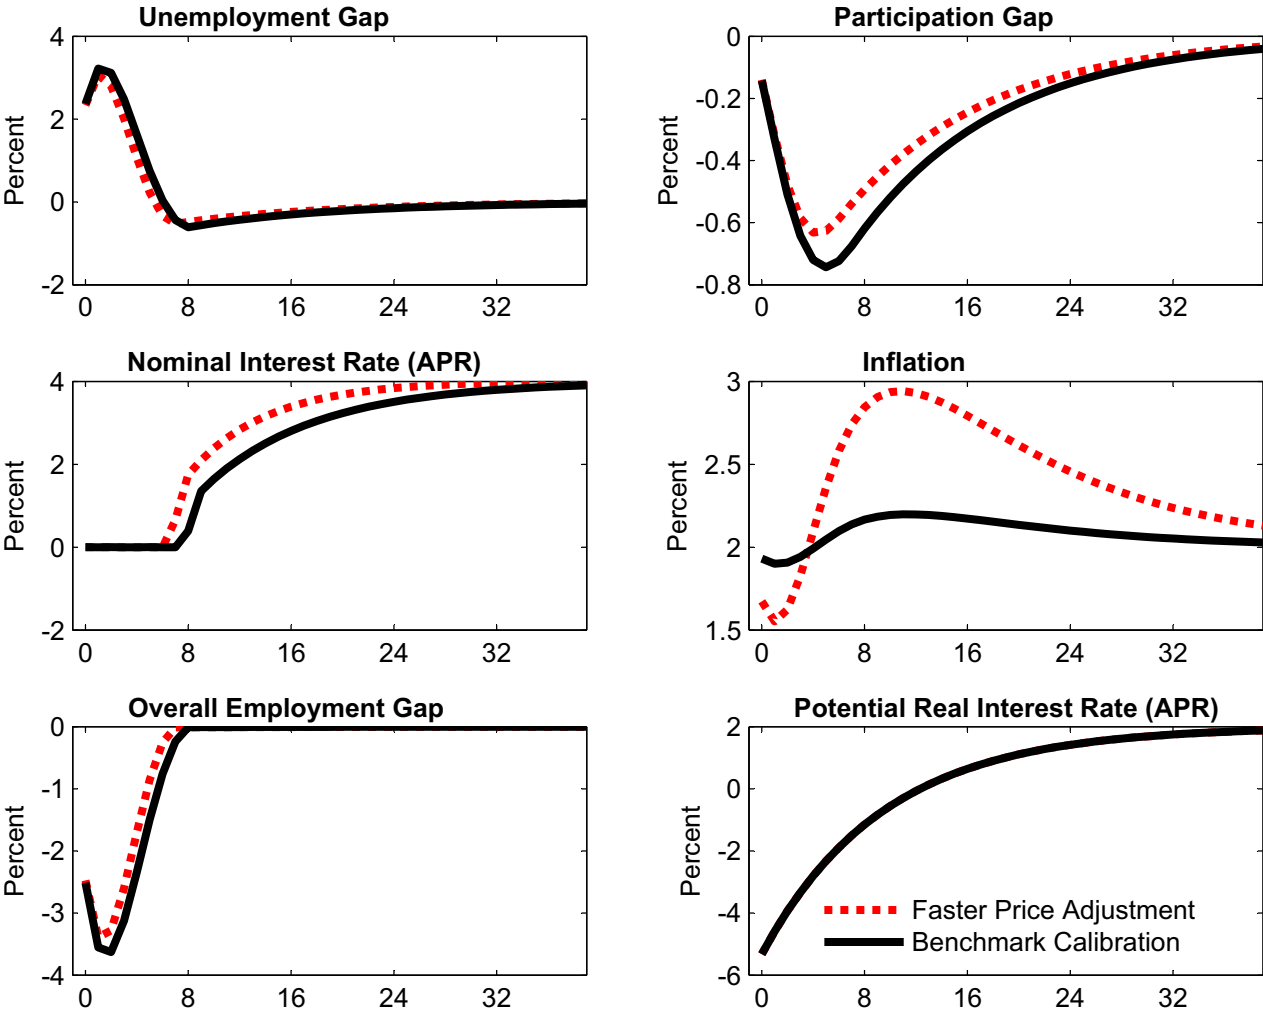 Unemployment Gap
Percent
4
2
0
-2
0 8 16 24 32
Participation Gap
Percent
0
-0.2
-0.4
-0.6
-0.8
0 8 16 24 32
Nominal Interest Rate (APR)
Percent
4
2
0
-2
0 8 16 24 32
Inflation
Percent
3
2.5
2
1.5
0 8 16 24 32
Overall Employment Gap
Percent
0
-1
-2
-3
-4
0 8 16 24 32
Potential Real Interest Rate (APR)
Percent
2
0
-2
-4
-6
0 8 16 24 32
Faster Price Adjustment
Benchmark Calibration